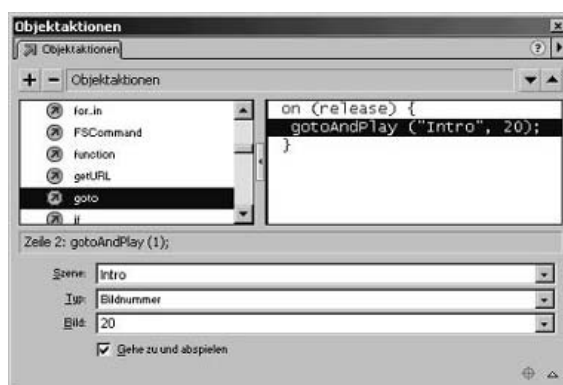 Objektaktionen
Objektaktionen
Objektaktionen
for..in
FSCommand
function
getURL
goto
if
on (release) {
gotoAndPlay ("Intro", 20);
}
Zeile 2: gotoAndPlay (1);
Szene: Intro
Typ: Bildnummer
Bild: 20
Gehe zu und abspielen